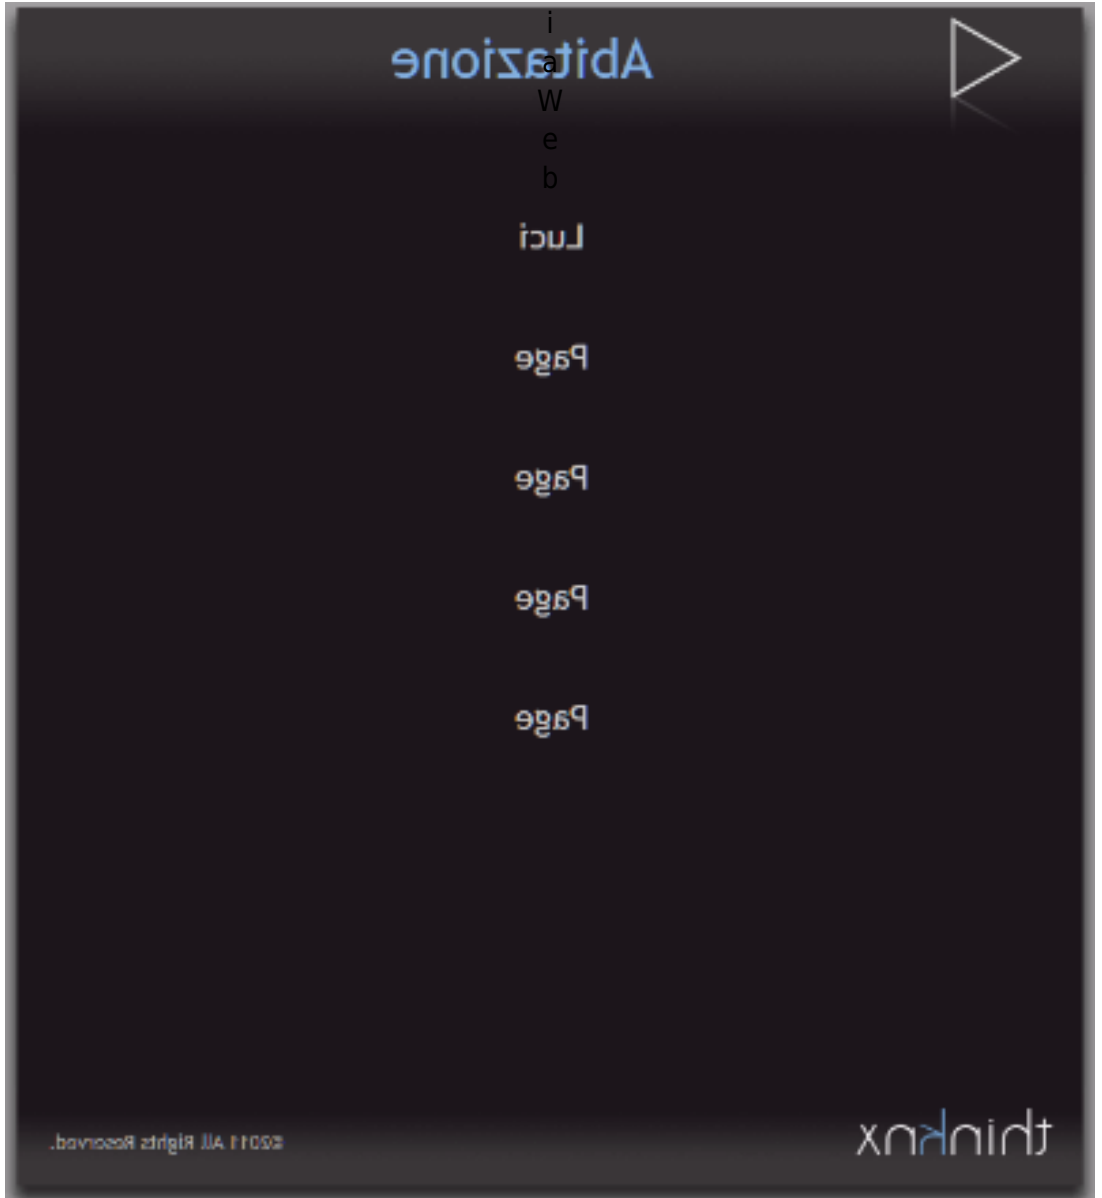 Abitazione
i
a
W
e
b
Luci
Page
Page
Page
Page
thinknx
©2011 All Rights Reserved.